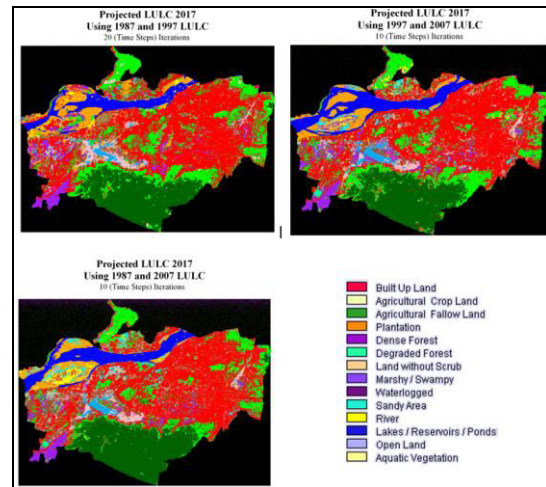 Projected LULC 2017
Using 1987 and 1997 LULC
20 (Time Steps) Iterations
Projected LULC 2017
Using 1997 and 2007 LULC
10 (Time Steps) Iterations
Projected LULC 2017
Using 1987 and 2007 LULC
10 (Time Steps) Iterations
Built Up Land
Agricultural Crop Land
Agricultural Fallow Land
Plantation
Dense Forest
Degraded Forest
Land without Scrub
Marshy / Swampy
Waterlogged
Sandy Area
River
Lakes / Reservoirs / Ponds
Open Land
Aquatic Vegetation